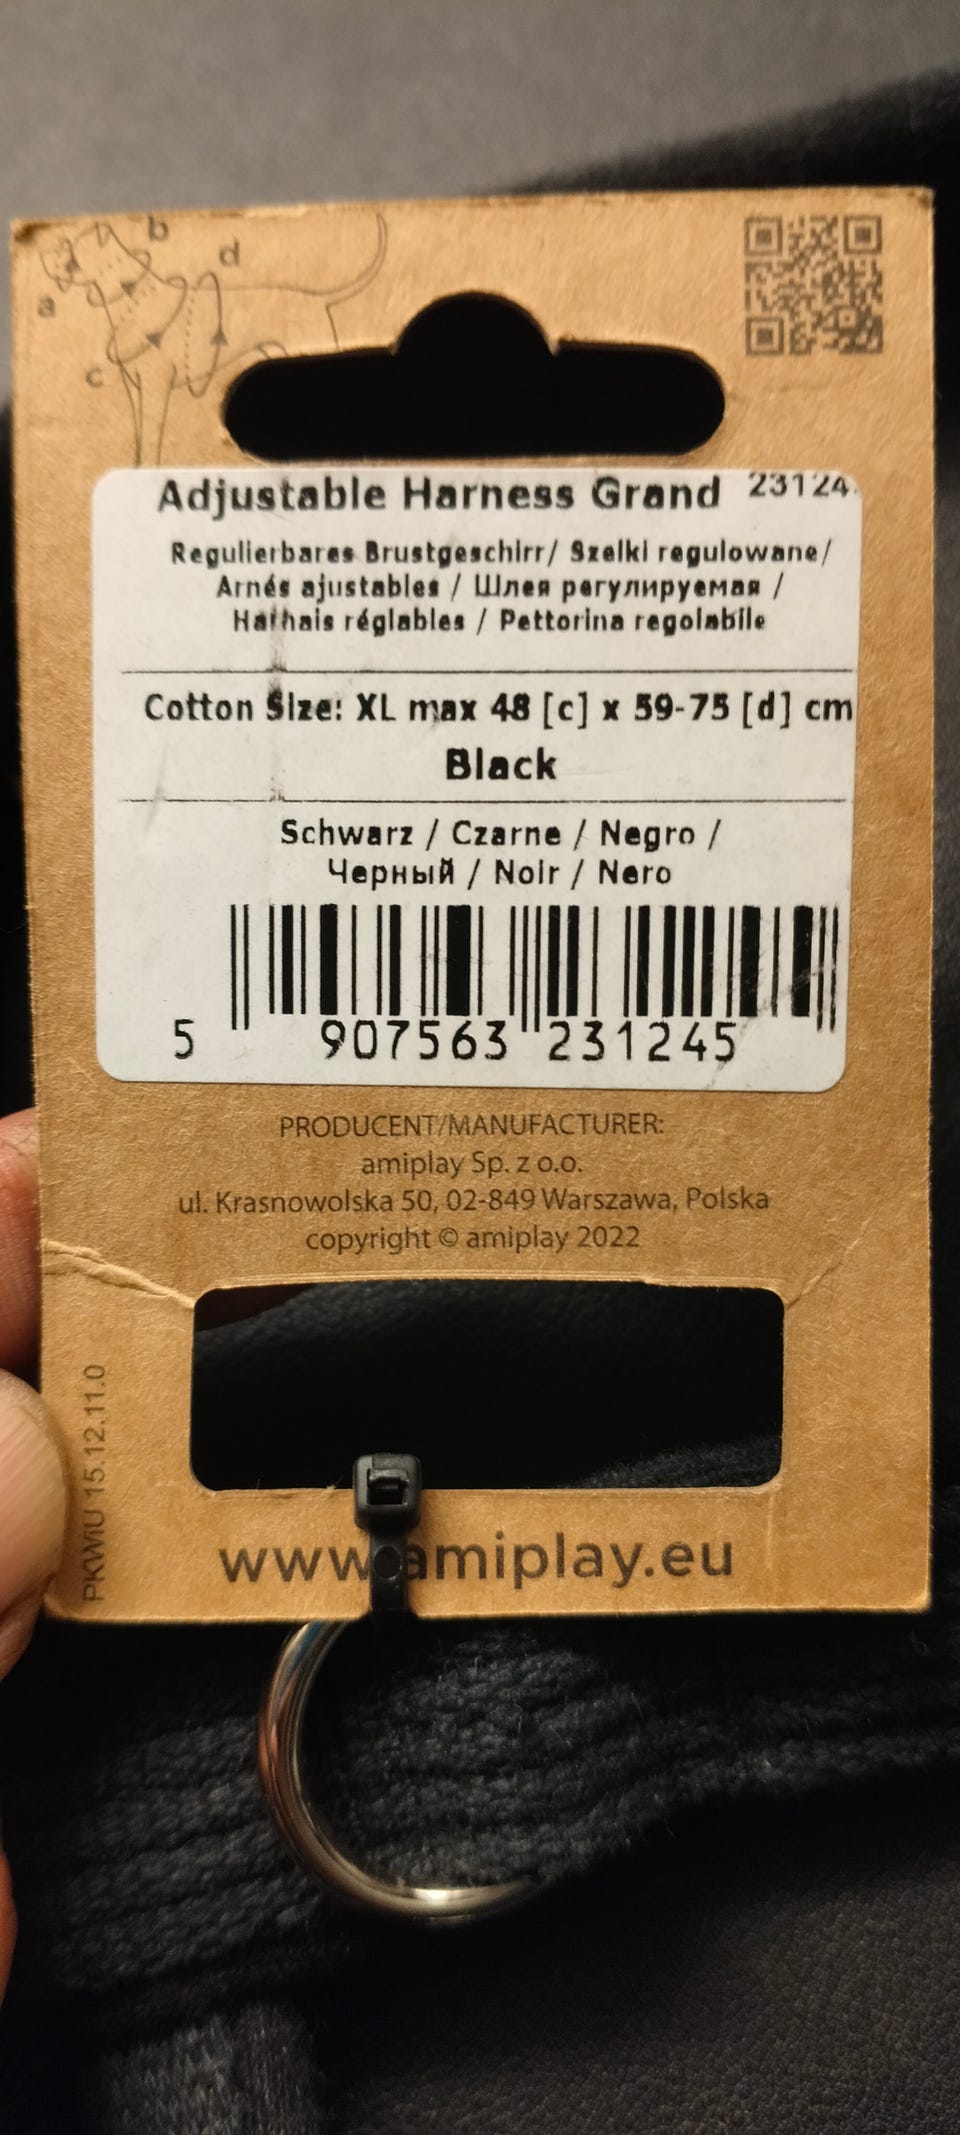 b
d
a
c
Adjustable Harness Grand 23124
Regulierbares Brustgeschirr/ Szelki regulowane/
Arnés ajustables / Шлея регулируемая /
Harnais réglables / Pettorina regolabile
Cotton Size: XL max 48 [c] x 59-75 [d] cm
Black
Schwarz / Czarne / Negro /
Черный / Noir / Nero
5 907563 231245
PRODUCENT/MANUFACTURER:
amiplay Sp. z o.o.
ul. Krasnowolska 50, 02-849 Warszawa, Polska
copyright © amiplay 2022
PKWiU 15.12.11.0
www.amiplay.eu